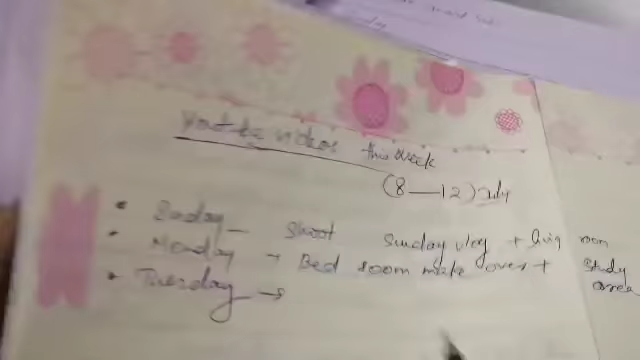 Youtube videos this week
(8 — 12) July
• Sunday — Shoot Sunday vlog + living room
• Monday → Bed room make over + study area
• Tuesday →